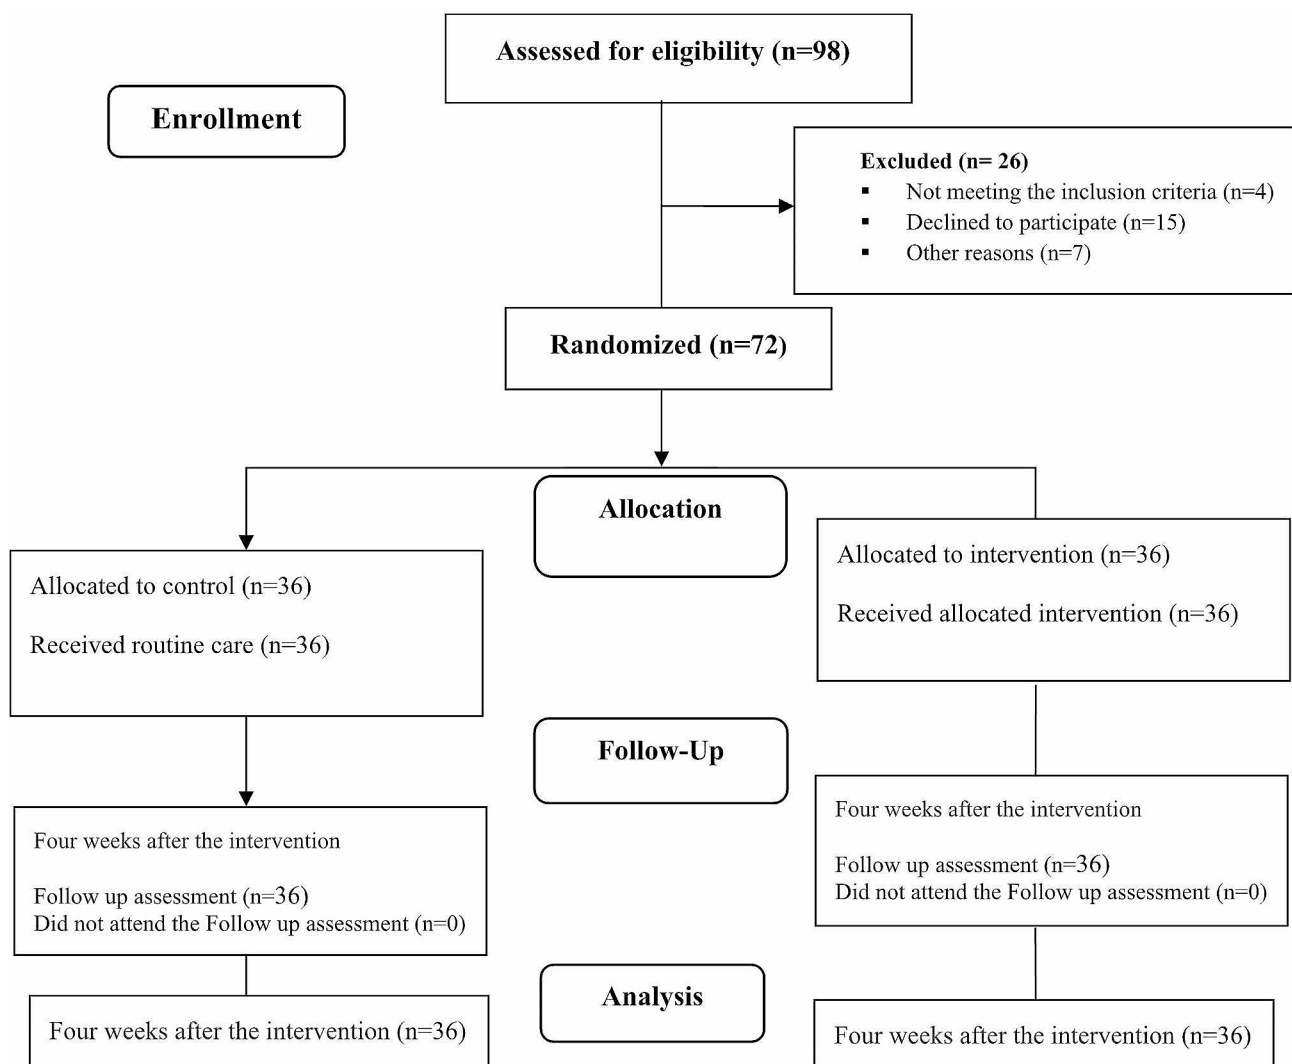 Assessed for eligibility (n=98)
Enrollment
Excluded (n= 26)
▪ Not meeting the inclusion criteria (n=4)
▪ Declined to participate (n=15)
▪ Other reasons (n=7)
Randomized (n=72)
Allocation
Allocated to control (n=36)
Received routine care (n=36)
Allocated to intervention (n=36)
Received allocated intervention (n=36)
Follow-Up
Four weeks after the intervention
Follow up assessment (n=36)
Did not attend the Follow up assessment (n=0)
Four weeks after the intervention
Follow up assessment (n=36)
Did not attend the Follow up assessment (n=0)
Analysis
Four weeks after the intervention (n=36)
Four weeks after the intervention (n=36)